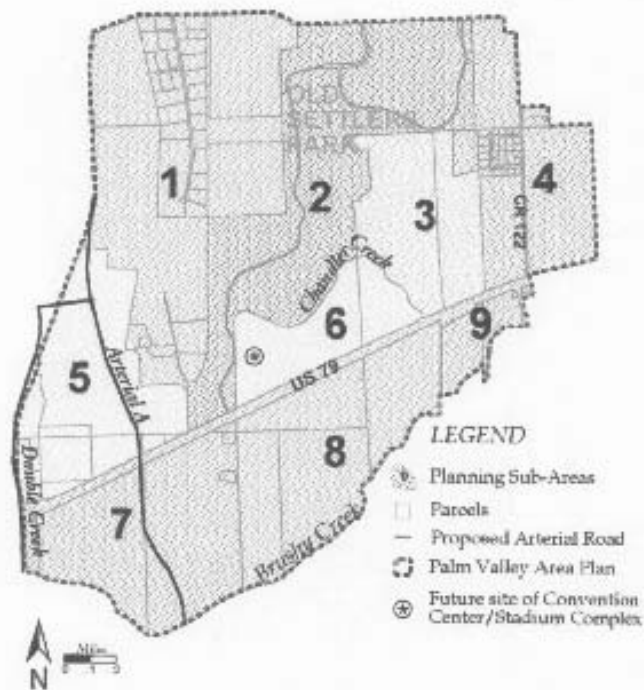 OLD
SETTLERS
PARK
1
2
3
4
CR 122
Chandler Creek
6
9
5
Arterial A
US 79
8
7
Brushy Creek
LEGEND
Planning Sub-Areas
Parcels
Proposed Arterial Road
Palm Valley Area Plan
Future site of Convention
Center/Stadium Complex
Miles
N